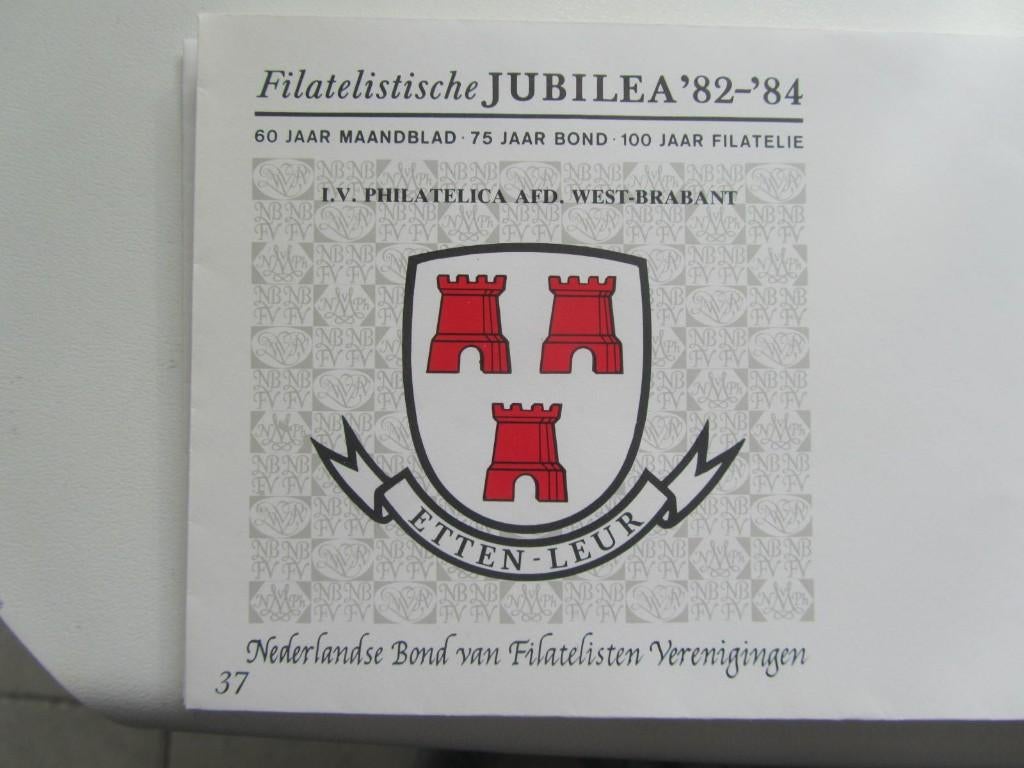 Filatelistische JUBILEA '82-'84
60 JAAR MAANDBLAD · 75 JAAR BOND · 100 JAAR FILATELIE
I.V. PHILATELICA AFD. WEST-BRABANT
ETTEN-LEUR
Nederlandse Bond van Filatelisten Verenigingen
37